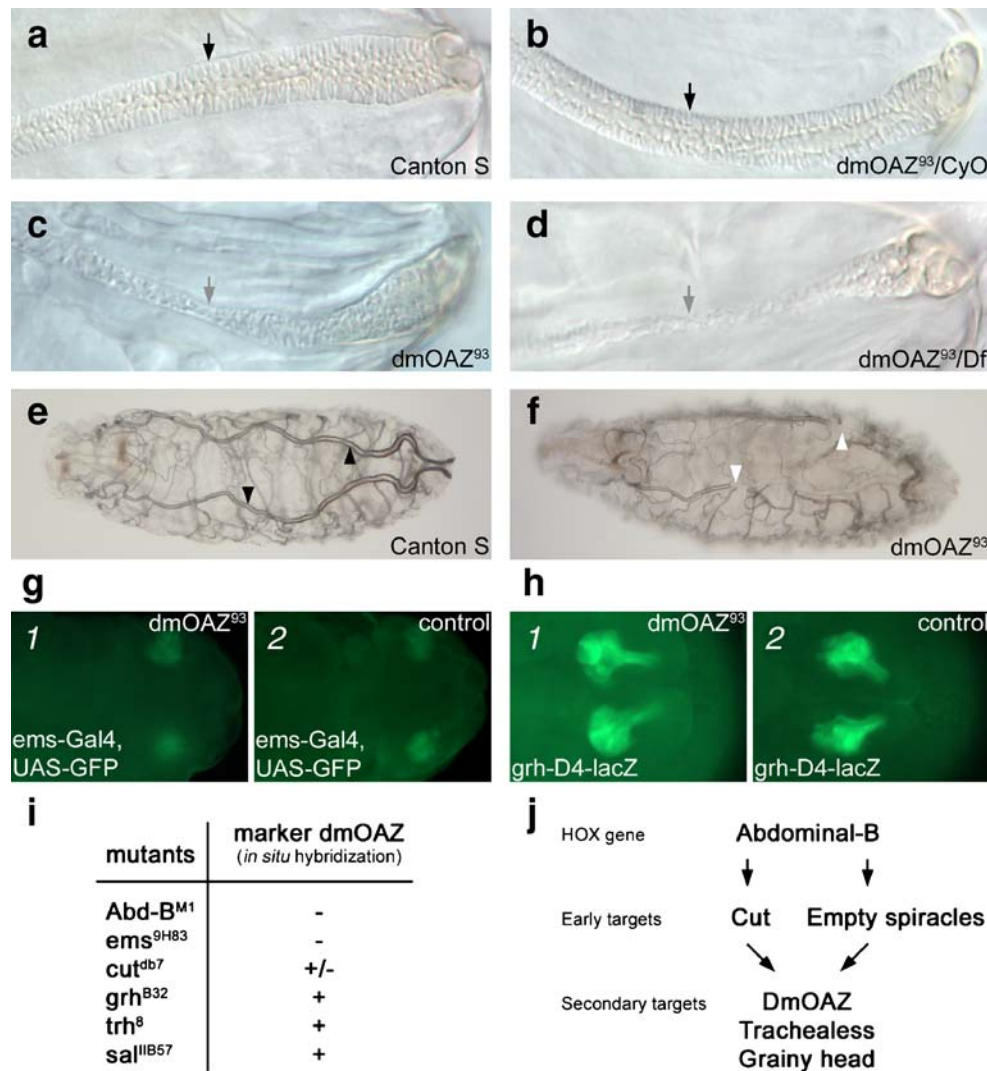 a
Canton S
b
dmOAZ⁹³/CyO
c
dmOAZ⁹³
d
dmOAZ⁹³/Df
e
Canton S
f
dmOAZ⁹³
g
1
dmOAZ⁹³
ems-Gal4,
UAS-GFP
2
control
ems-Gal4,
UAS-GFP
h
1
dmOAZ⁹³
grh-D4-lacZ
2
control
grh-D4-lacZ
i
mutants
marker dmOAZ
(in situ hybridization)
Abd-Bᴹ¹ -
ems⁹ᴴ⁸³ -
cutᵈᵇ⁷ +/-
grhᴮ³² +
trh⁸ +
salᴵᴵᴮ⁵⁷ +
j
HOX gene Abdominal-B
Early targets Cut Empty spiracles
Secondary targets DmOAZ
Trachealess
Grainy head